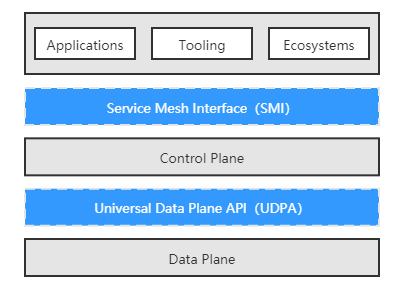 Applications Tooling Ecosystems
Service Mesh Interface（SMI）
Control Plane
Universal Data Plane API（UDPA）
Data Plane